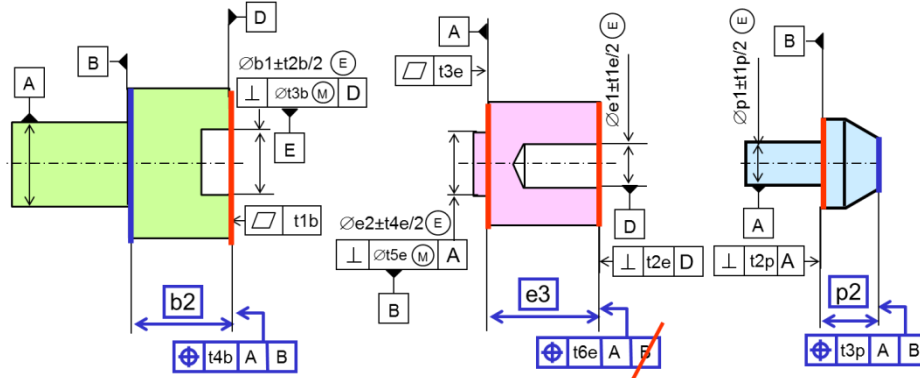 A
B
D
Øb1±t2b/2 Ⓔ
⊥ Øt3b Ⓜ D
E
▱ t1b
b2
⌖ t4b A B
A
▱ t3e
Øe1±t1e/2 Ⓔ
Øe2±t4e/2 Ⓔ
⊥ Øt5e Ⓜ A
B
D
⊥ t2e D
e3
⌖ t6e A B
B
Øp1±t1p/2 Ⓔ
A
⊥ t2p A
p2
⌖ t3p A B